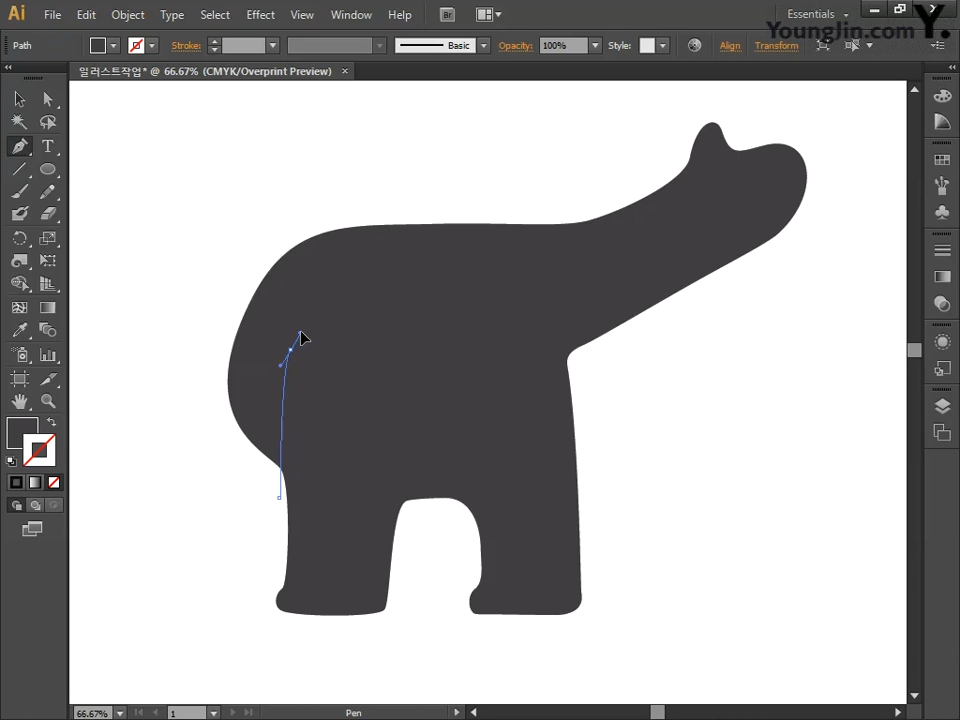 Ai File Edit Object Type Select Effect View Window Help Br Essentials
YoungJin.com Y.
Path Stroke: Basic Opacity: 100% Style: Align Transform
일러스트작업* @ 66.67% (CMYK/Overprint Preview) ×
T
66.67% 1 Pen